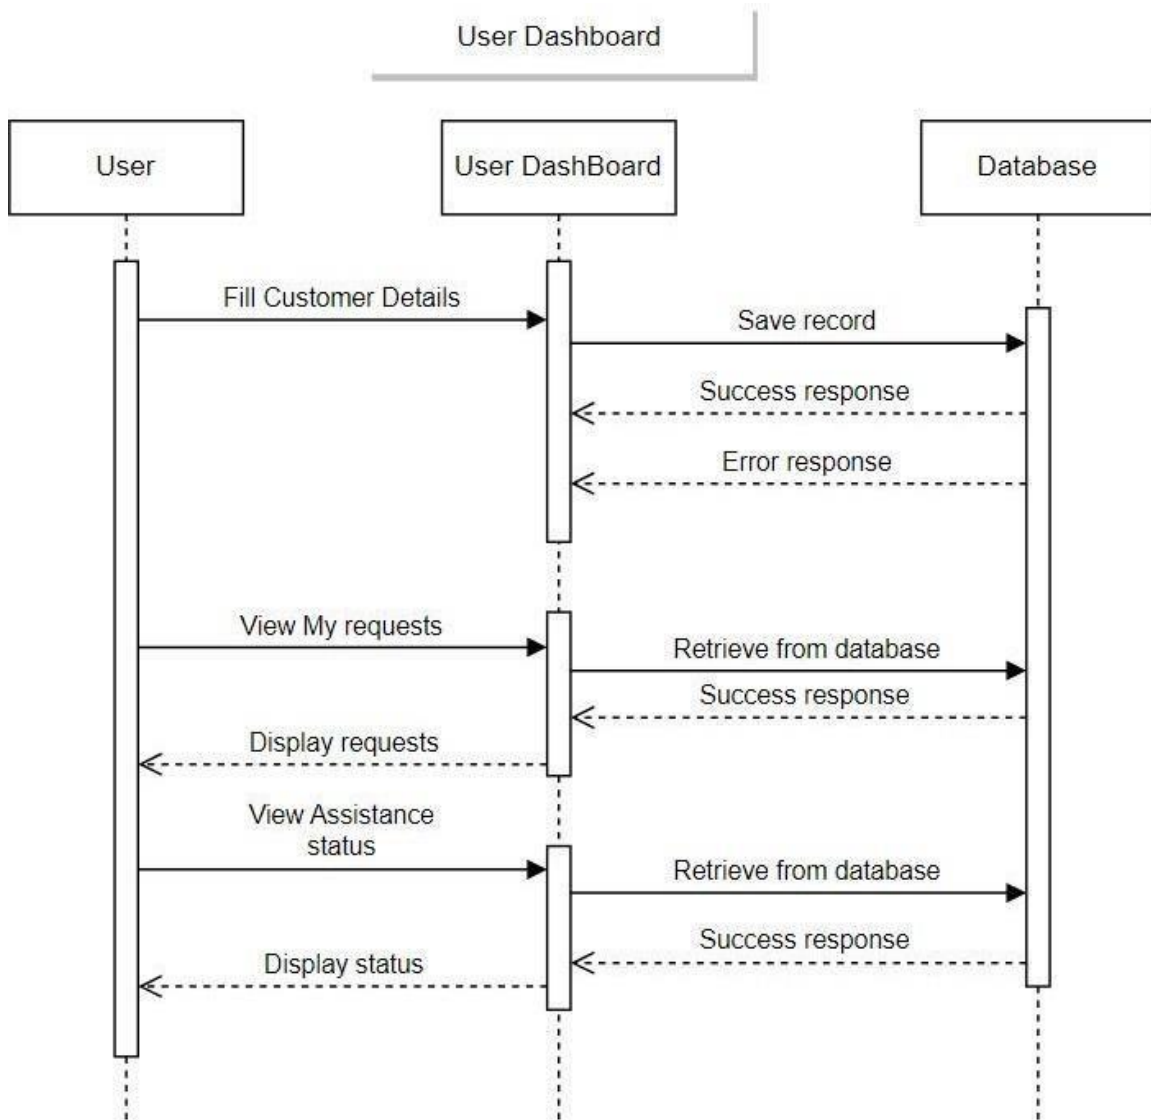 User Dashboard
User
User DashBoard
Database
Fill Customer Details
Save record
Success response
Error response
View My requests
Retrieve from database
Success response
Display requests
View Assistance
status
Retrieve from database
Success response
Display status